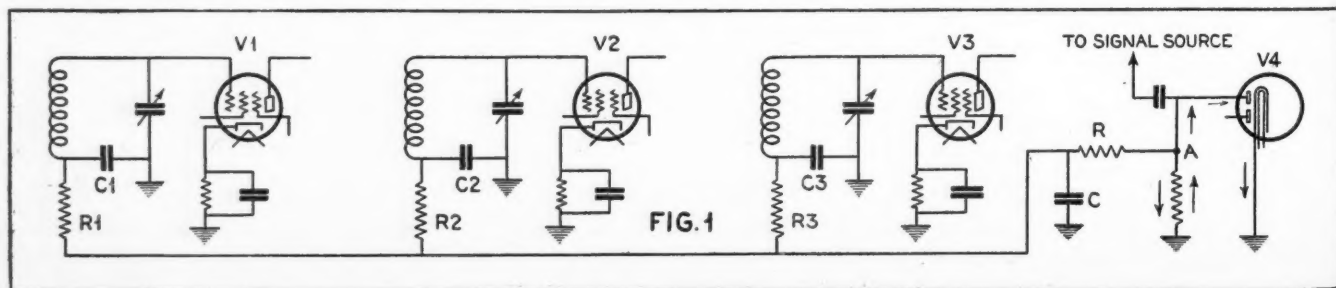 V1
V2
V3
TO SIGNAL SOURCE
V4
C1
C2
C3
R
A
C
R1
R2
R3
FIG.1